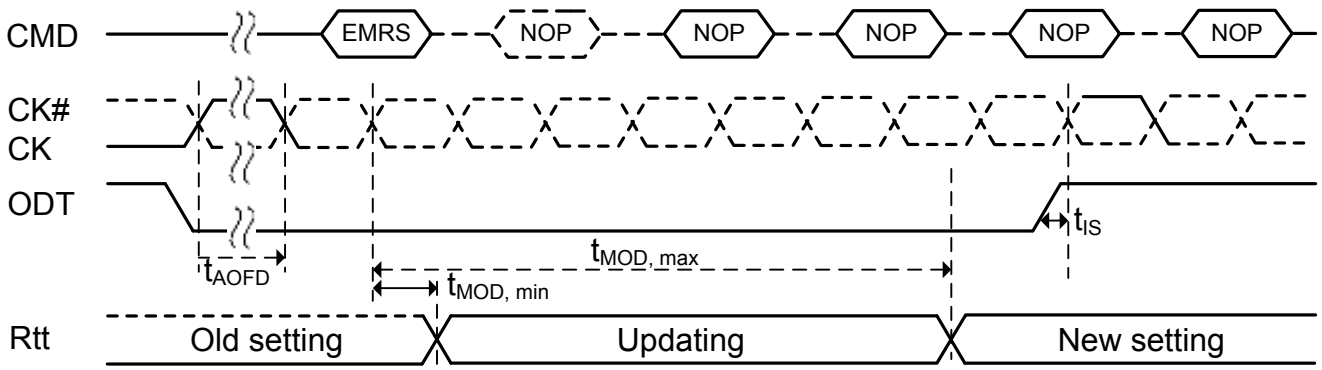 CMD EMRS NOP NOP NOP NOP NOP
CK#
CK
ODT
tIS
tAOFD
tMOD, max
tMOD, min
Rtt Old setting Updating New setting